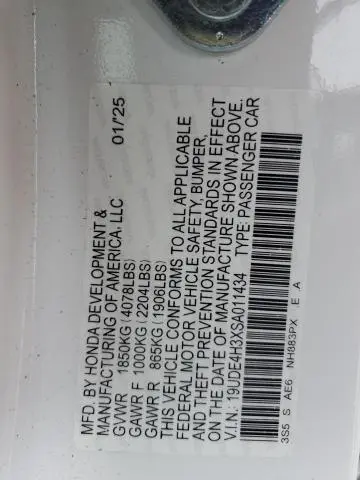 MFD. BY HONDA DEVELOPMENT &
MANUFACTURING OF AMERICA, LLC 01/25
GVWR 1850KG (4078LBS)
GAWR F 1000KG (2204LBS)
GAWR R 865KG (1906LBS)
THIS VEHICLE CONFORMS TO ALL APPLICABLE
FEDERAL MOTOR VEHICLE SAFETY, BUMPER,
AND THEFT PREVENTION STANDARDS IN EFFECT
ON THE DATE OF MANUFACTURE SHOWN ABOVE.
V.I.N.: 19UDE4H3XSA011434 TYPE: PASSENGER CAR
3S5 S AE6 NH883PX E A